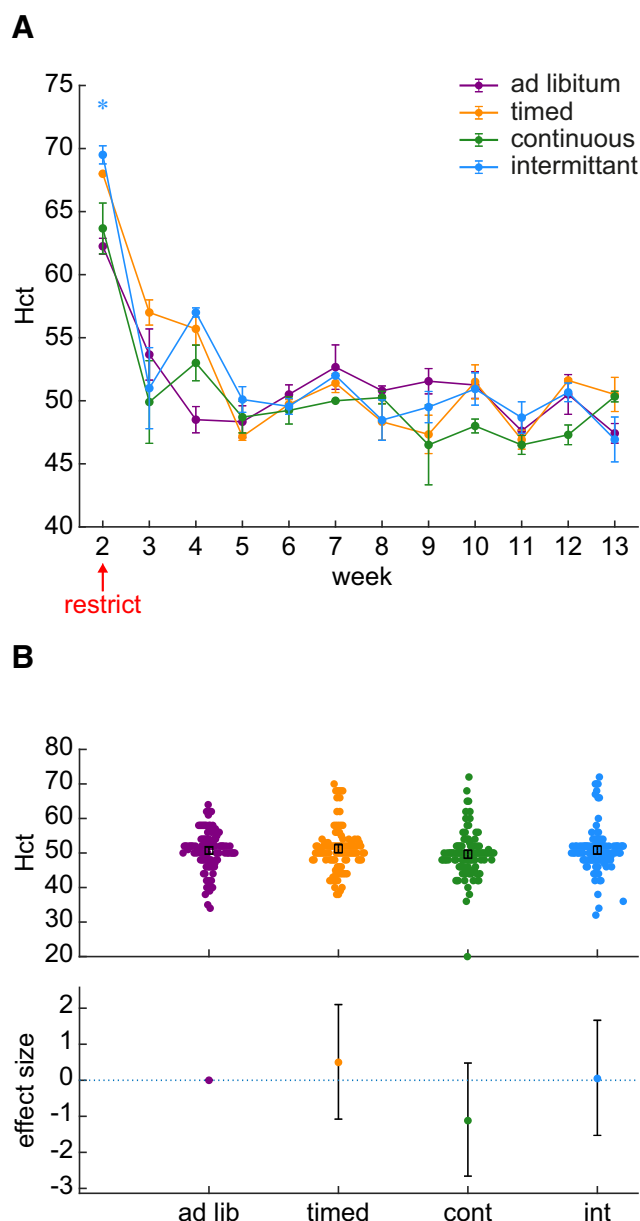 A
75
70
65
60
55
50
45
40
Hct
*
ad libitum
timed
continuous
intermittant
2 3 4 5 6 7 8 9 10 11 12 13
week
restrict
B
80
70
60
50
40
30
20
Hct
2
1
0
-1
-2
-3
effect size
ad lib timed cont int